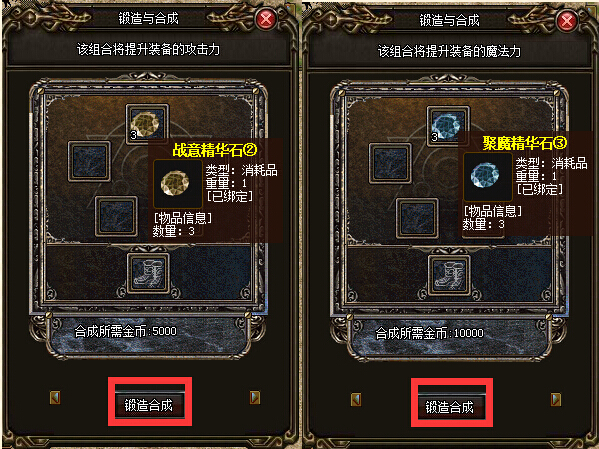 锻造与合成
该组合将提升装备的攻击力
3
战意精华石②
类型：消耗品
重量：1
[已绑定]
[物品信息]
数量：3
合成所需金币:5000
锻造合成
锻造与合成
该组合将提升装备的魔法力
3
聚魔精华石③
类型：消耗品
重量：1
[已绑定]
[物品信息]
数量：3
合成所需金币:10000
锻造合成